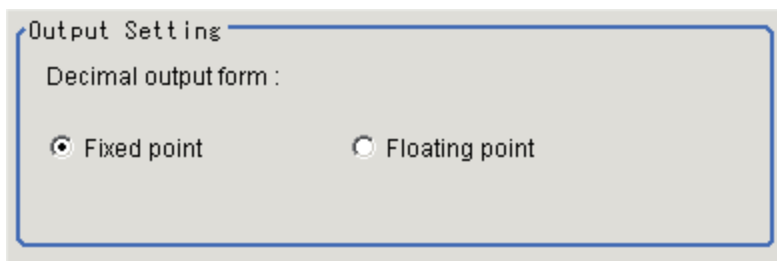 Output Setting
Decimal output form :
Fixed point Floating point